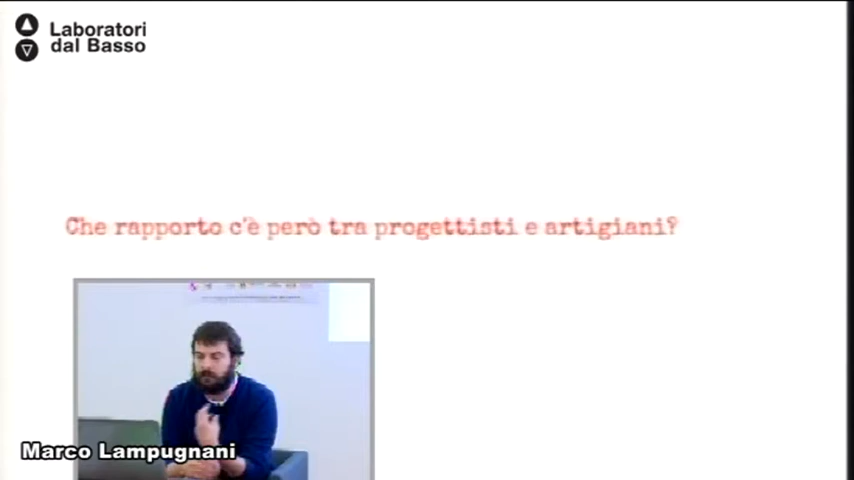 Laboratori
dal Basso
Che rapporto c'è però tra progettisti e artigiani?
Marco Lampugnani